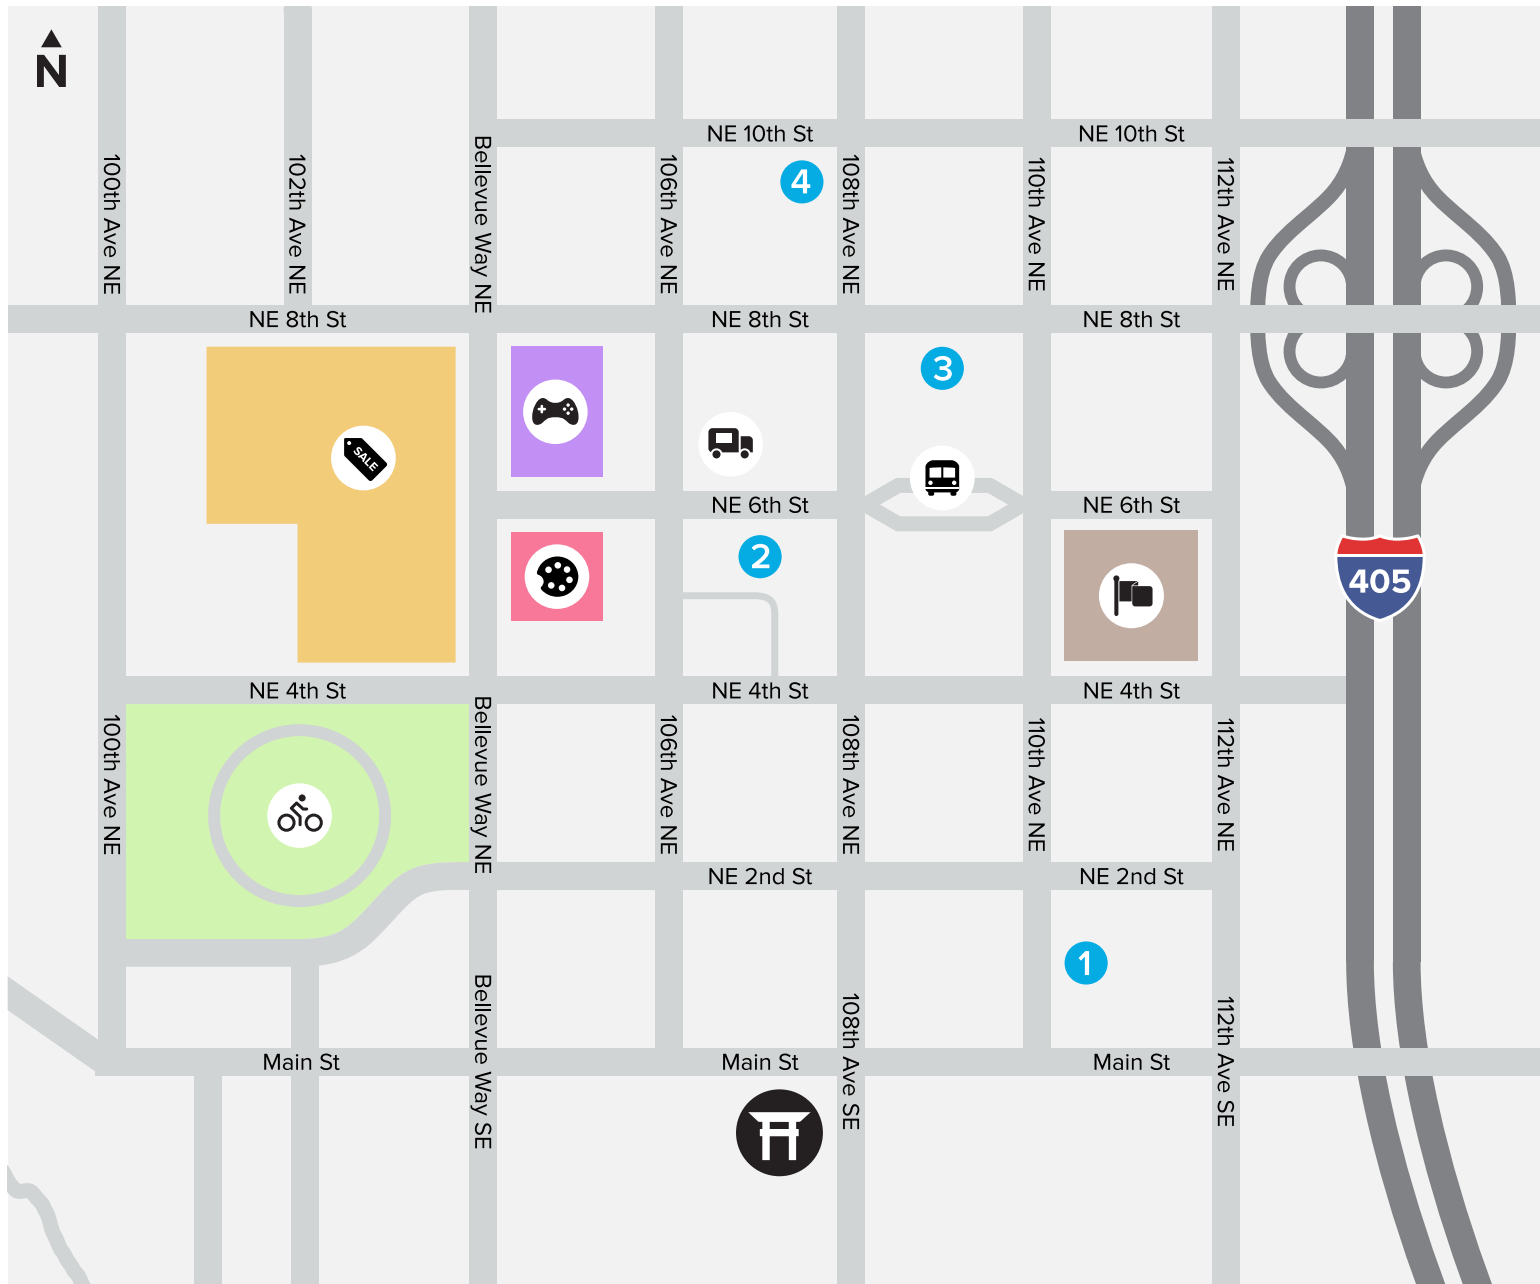 N
NE 10th St
NE 10th St
100th Ave NE
102th Ave NE
Bellevue Way NE
106th Ave NE
4
108th Ave NE
110th Ave NE
112th Ave NE
NE 8th St
NE 8th St
NE 8th St
3
SALE
NE 6th St
NE 6th St
2
405
NE 4th St
NE 4th St
NE 4th St
100th Ave NE
Bellevue Way NE
106th Ave NE
108th Ave NE
110th Ave NE
112th Ave NE
NE 2nd St
NE 2nd St
1
Bellevue Way SE
108th Ave SE
112th Ave SE
Main St
Main St
Main St